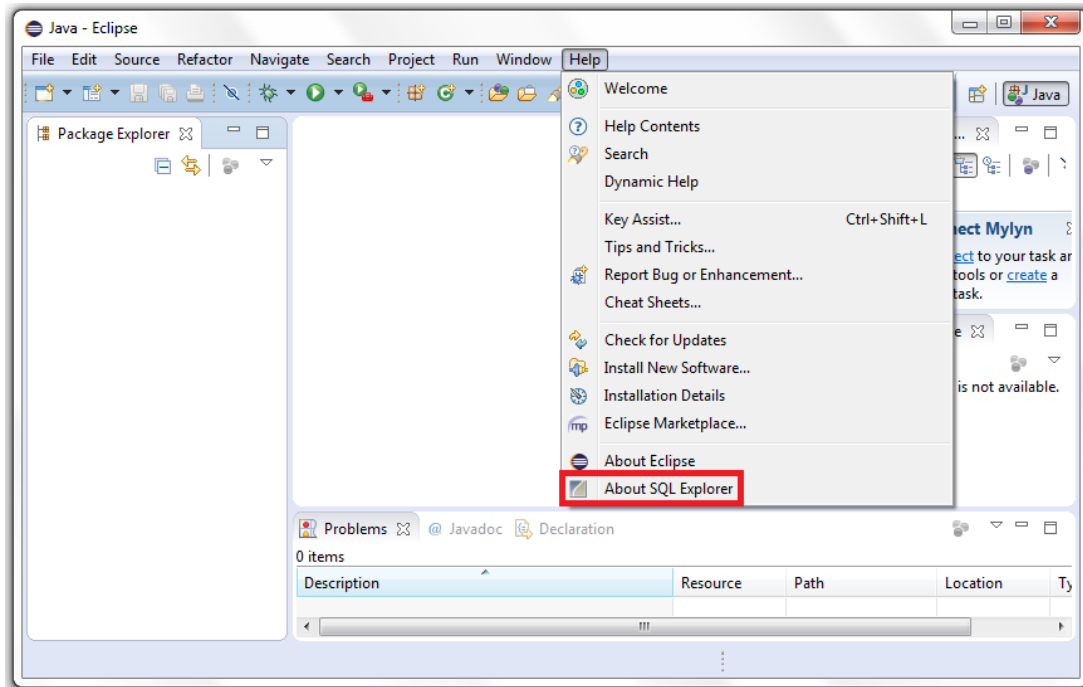 Java - Eclipse
File Edit Source Refactor Navigate Search Project Run Window Help
Java
Package Explorer
Welcome
Help Contents
Search
Dynamic Help
Key Assist... Ctrl+Shift+L
Tips and Tricks...
Report Bug or Enhancement...
Cheat Sheets...
Check for Updates
Install New Software...
Installation Details
mp Eclipse Marketplace...
About Eclipse
About SQL Explorer
...
Mylyn
to your task
tools or create a
task.
is not available.
Problems @ Javadoc Declaration
0 items
Description Resource Path Location Ty